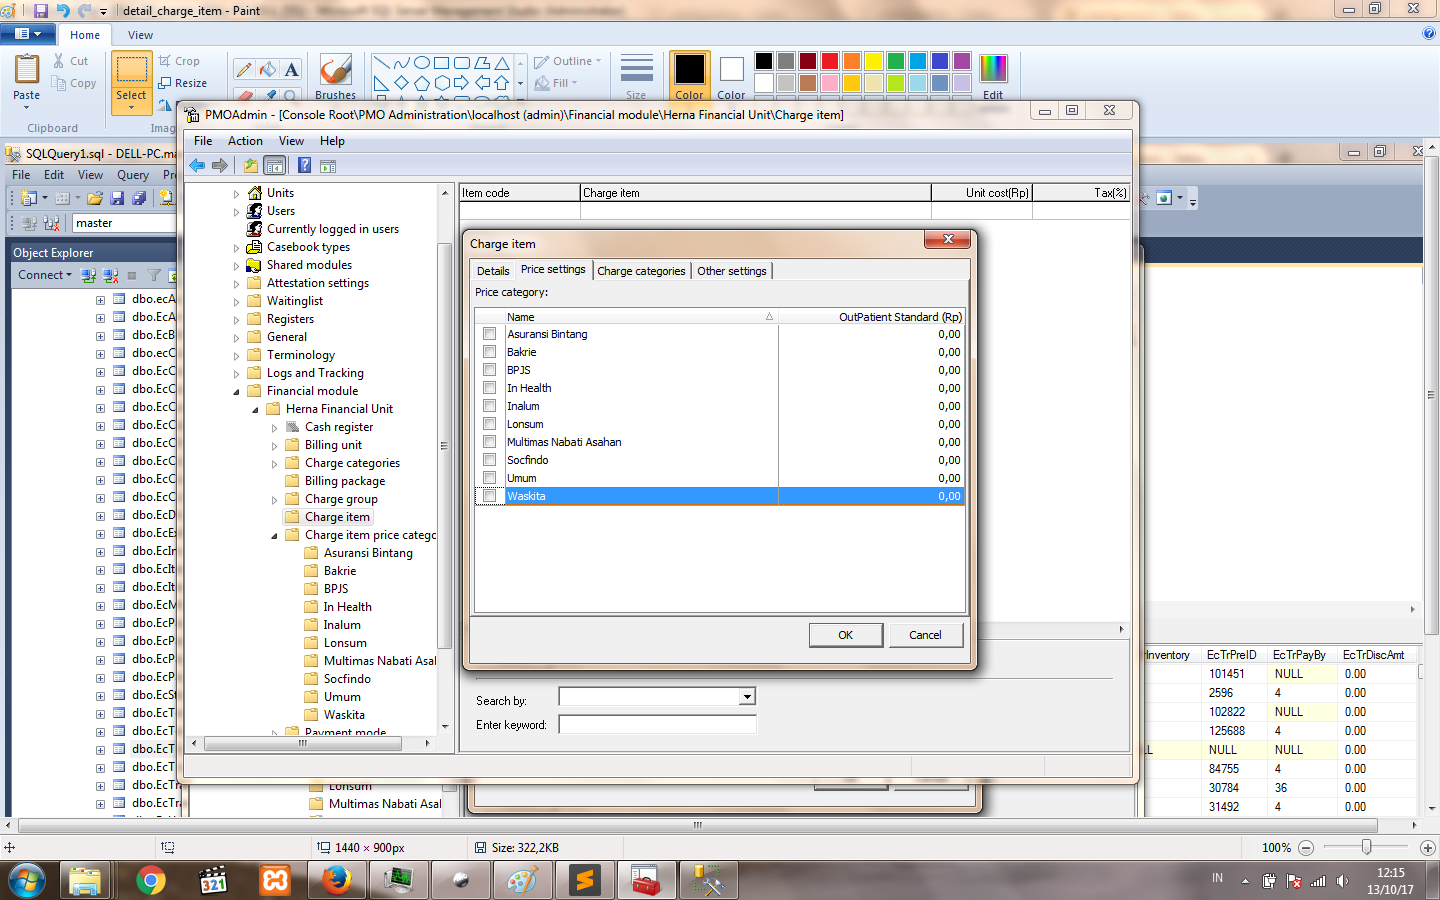 detail_charge_item - Paint
Home View
Paste
Cut
Copy
Clipboard
Select
Crop
Resize
Imag
Brushes
Outline
Fill
Size
Color
Color
Edit
PMOAdmin - [Console Root\PMO Administration\localhost (admin)\Financial module\Herna Financial Unit\Charge item]
File Action View Help
SQLQuery1.sql - DELL-PC.ma
File Edit View Query Pr
master
Object Explorer
Connect
dbo.ecA
dbo.EcA
dbo.EcB
dbo.ecC
dbo.EcC
dbo.EcC
dbo.EcC
dbo.EcC
dbo.EcC
dbo.EcC
dbo.EcC
dbo.EcC
dbo.EcD
dbo.EcEx
dbo.EcIn
dbo.EcIt
dbo.EcIt
dbo.EcM
dbo.EcP
dbo.EcP
dbo.EcP
dbo.EcP
dbo.EcSt
dbo.EcT
dbo.EcT
dbo.EcT
dbo.EcT
dbo.EcTr
dbo.EcTra
Units
Users
Currently logged in users
Casebook types
Shared modules
Attestation settings
Waitinglist
Registers
General
Terminology
Logs and Tracking
Financial module
Herna Financial Unit
Cash register
Billing unit
Charge categories
Billing package
Charge group
Charge item
Charge item price catego
Asuransi Bintang
Bakrie
BPJS
In Health
Inalum
Lonsum
Multimas Nabati Asal
Socfindo
Umum
Waskita
Payment mode
Lonsum
Multimas Nabati Asaha
Item code Charge item Unit cost(Rp) Tax(%)
Charge item
Details Price settings Charge categories Other settings
Price category:
Name OutPatient Standard (Rp)
Asuransi Bintang 0,00
Bakrie 0,00
BPJS 0,00
In Health 0,00
Inalum 0,00
Lonsum 0,00
Multimas Nabati Asahan 0,00
Socfindo 0,00
Umum 0,00
Waskita 0,00
OK Cancel
Search by:
Enter keyword:
Inventory EcTrPreID EcTrPayBy EcTrDiscAmt
101451 NULL 0.00
2596 4 0.00
102822 NULL 0.00
125688 4 0.00
LL NULL NULL 0.00
84755 4 0.00
30784 36 0.00
31492 4 0.00
1440 × 900px Size: 322,2KB 100%
321
IN
12:15
13/10/17